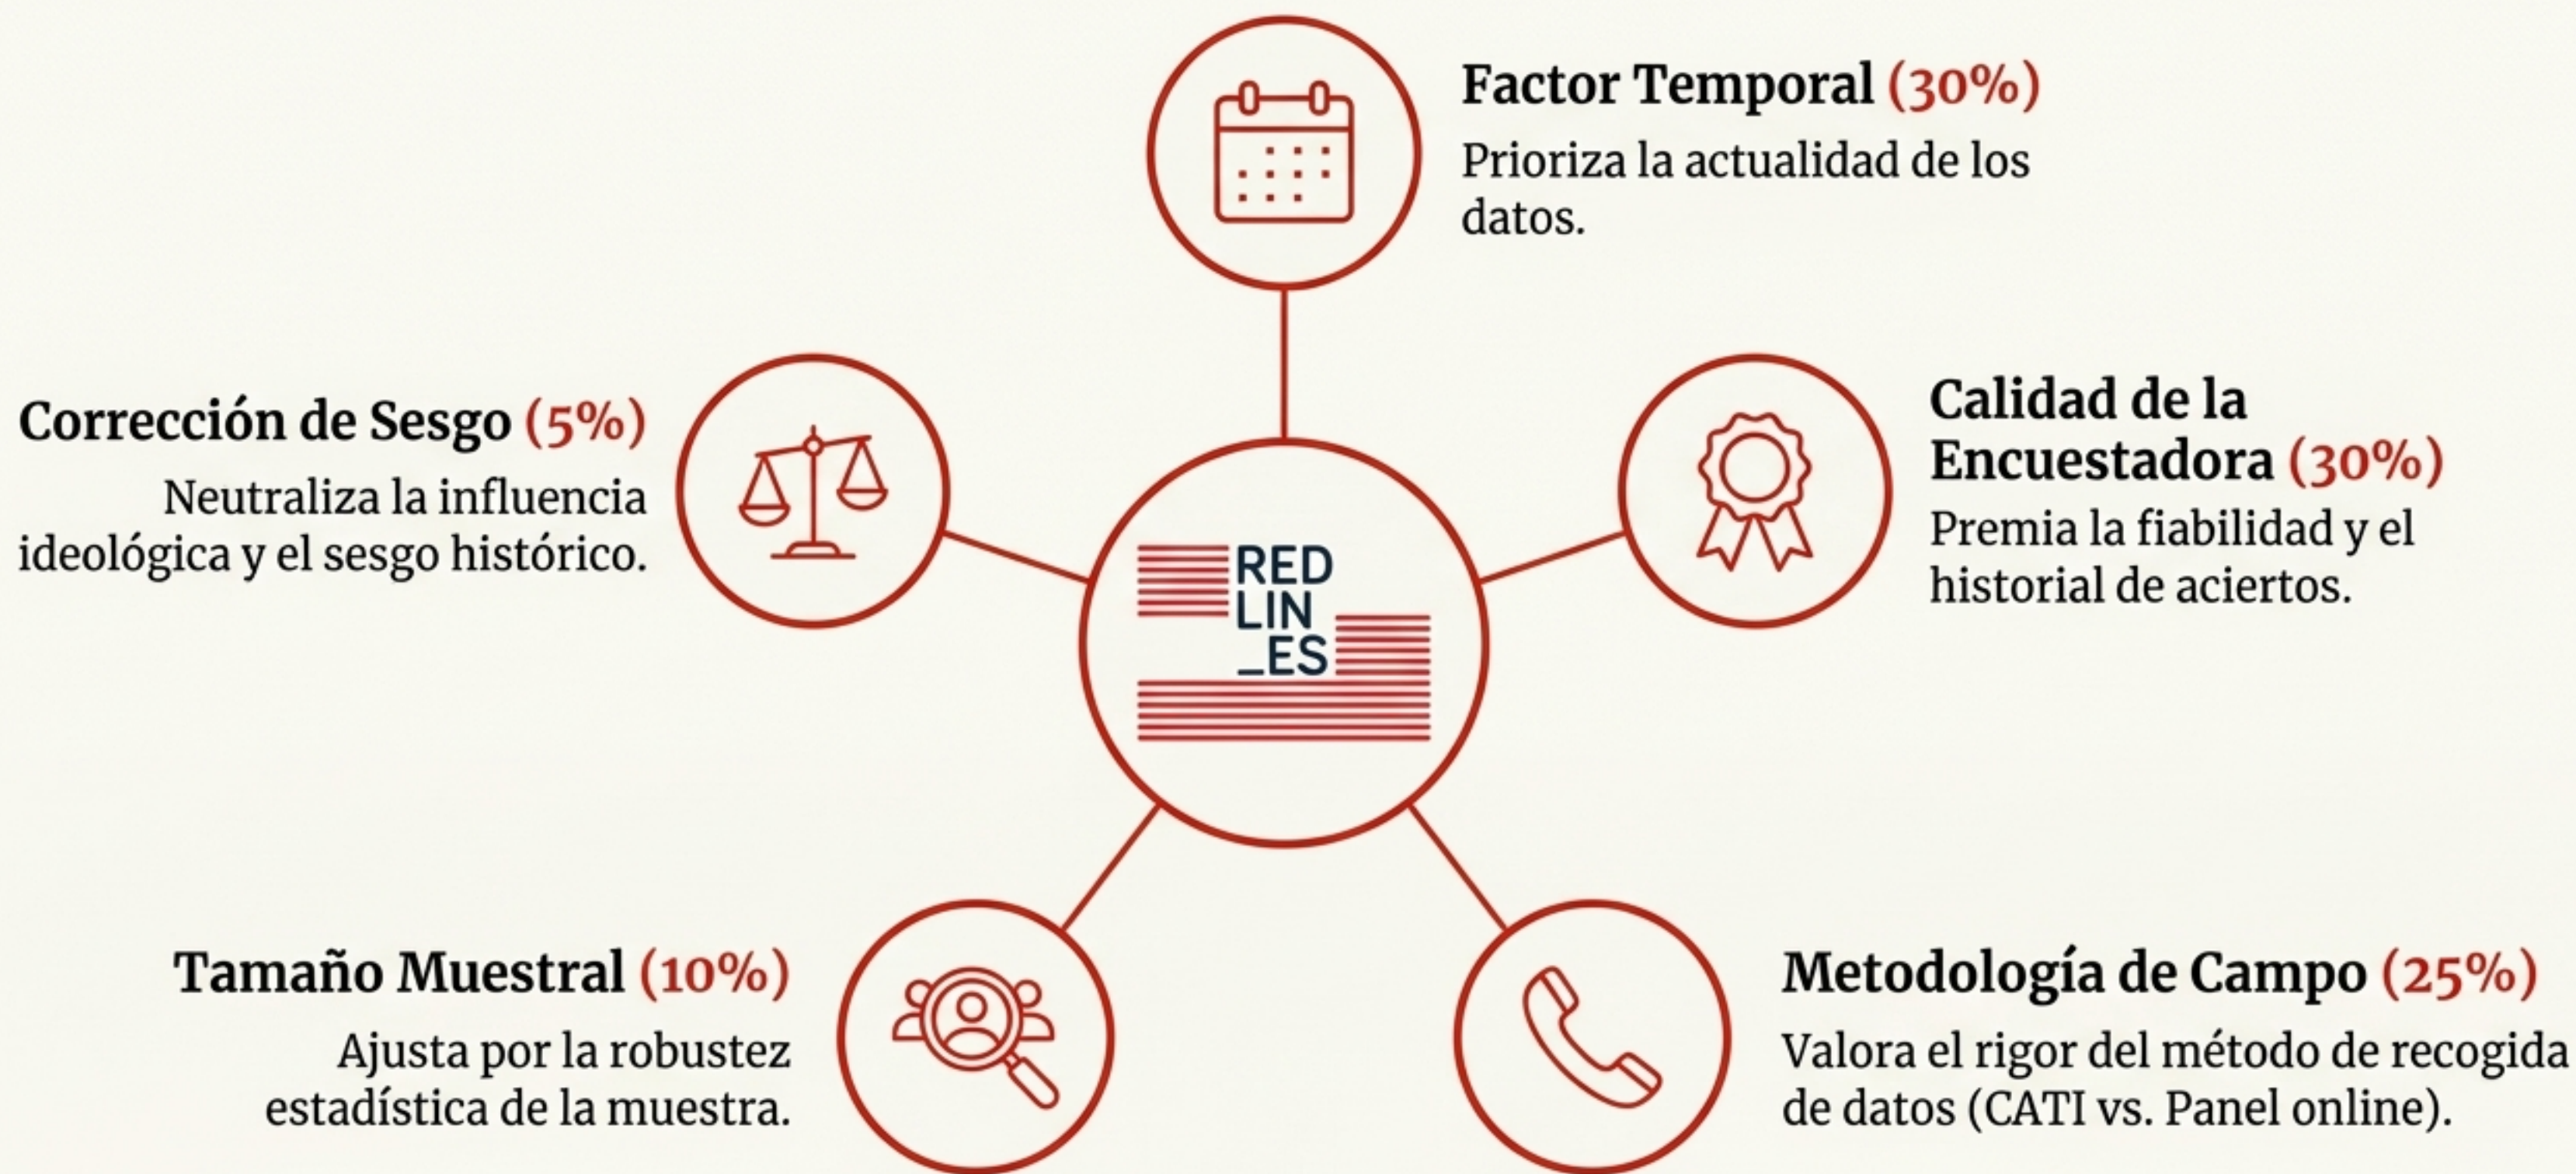 Factor Temporal (30%)
Prioriza la actualidad de los
datos.
Calidad de la
Encuestadora (30%)
Premia la fiabilidad y el
historial de aciertos.
Corrección de Sesgo (5%)
Neutraliza la influencia
ideológica y el sesgo histórico.
RED
LIN
_ES
Tamaño Muestral (10%)
Ajusta por la robustez
estadística de la muestra.
Metodología de Campo (25%)
Valora el rigor del método de recogida
de datos (CATI vs. Panel online).